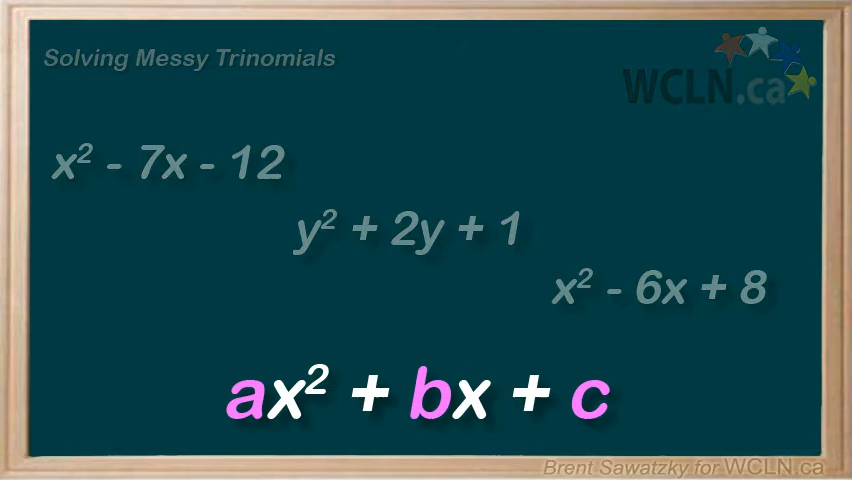 Solving Messy Trinomials
WCLN.ca
x² - 7x - 12
y² + 2y + 1
x² - 6x + 8
ax² + bx + c
Brent Sawatzky for WCLN.ca